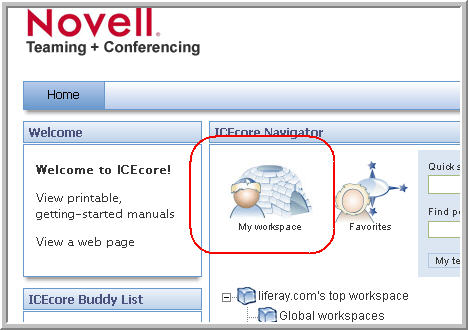 Novell®
Teaming + Conferencing
Home
Welcome
Welcome to ICEcore!
View printable,
getting-started manuals
View a web page
ICEcore Buddy List
ICEcore Navigator
My workspace
Favorites
Quick s
Find pe
My te
liferay.com's top workspace
Global workspaces